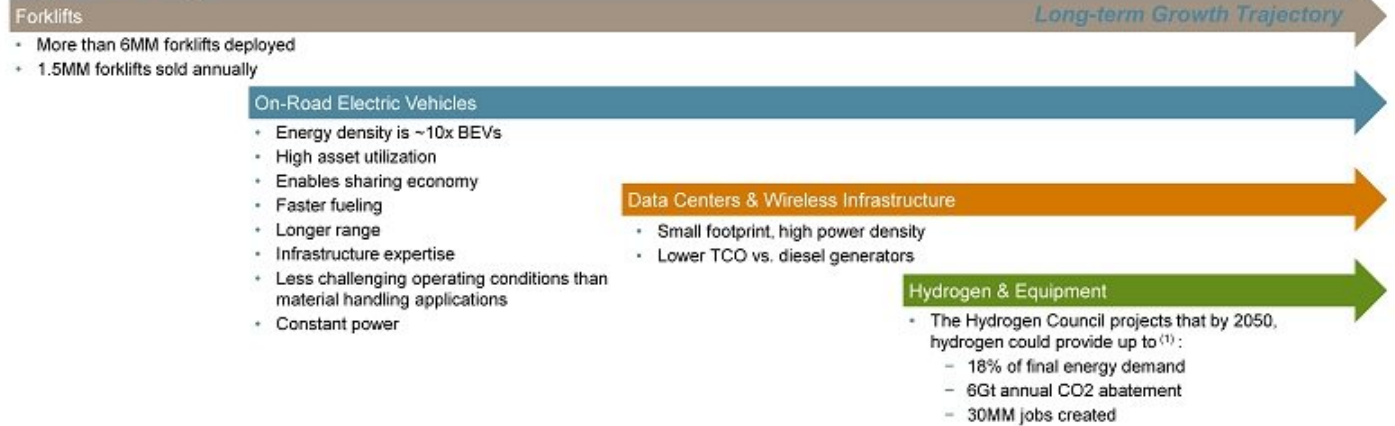 Forklifts
Long-term Growth Trajectory
• More than 6MM forklifts deployed
• 1.5MM forklifts sold annually
On-Road Electric Vehicles
• Energy density is ~10x BEVs
• High asset utilization
• Enables sharing economy
• Faster fueling
• Longer range
• Infrastructure expertise
• Less challenging operating conditions than
material handling applications
• Constant power
Data Centers & Wireless Infrastructure
• Small footprint, high power density
• Lower TCO vs. diesel generators
Hydrogen & Equipment
• The Hydrogen Council projects that by 2050,
hydrogen could provide up to (1) :
– 18% of final energy demand
– 6Gt annual CO2 abatement
– 30MM jobs created